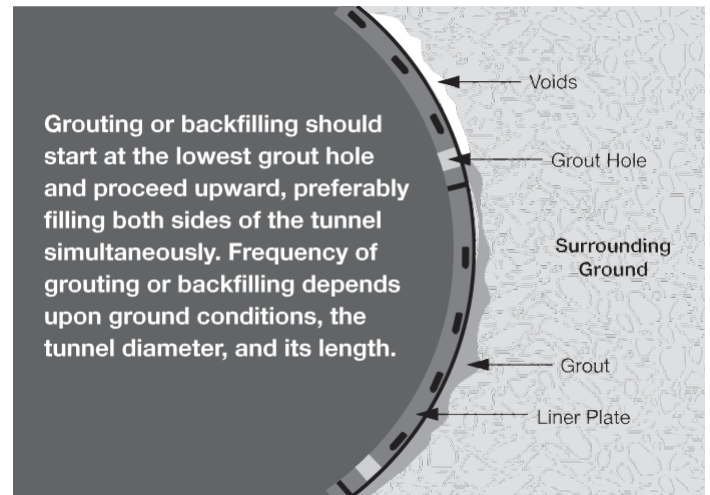 Grouting or backfilling should
start at the lowest grout hole
and proceed upward, preferably
filling both sides of the tunnel
simultaneously. Frequency of
grouting or backfilling depends
upon ground conditions, the
tunnel diameter, and its length.
Voids
Grout Hole
Surrounding
Ground
Grout
Liner Plate